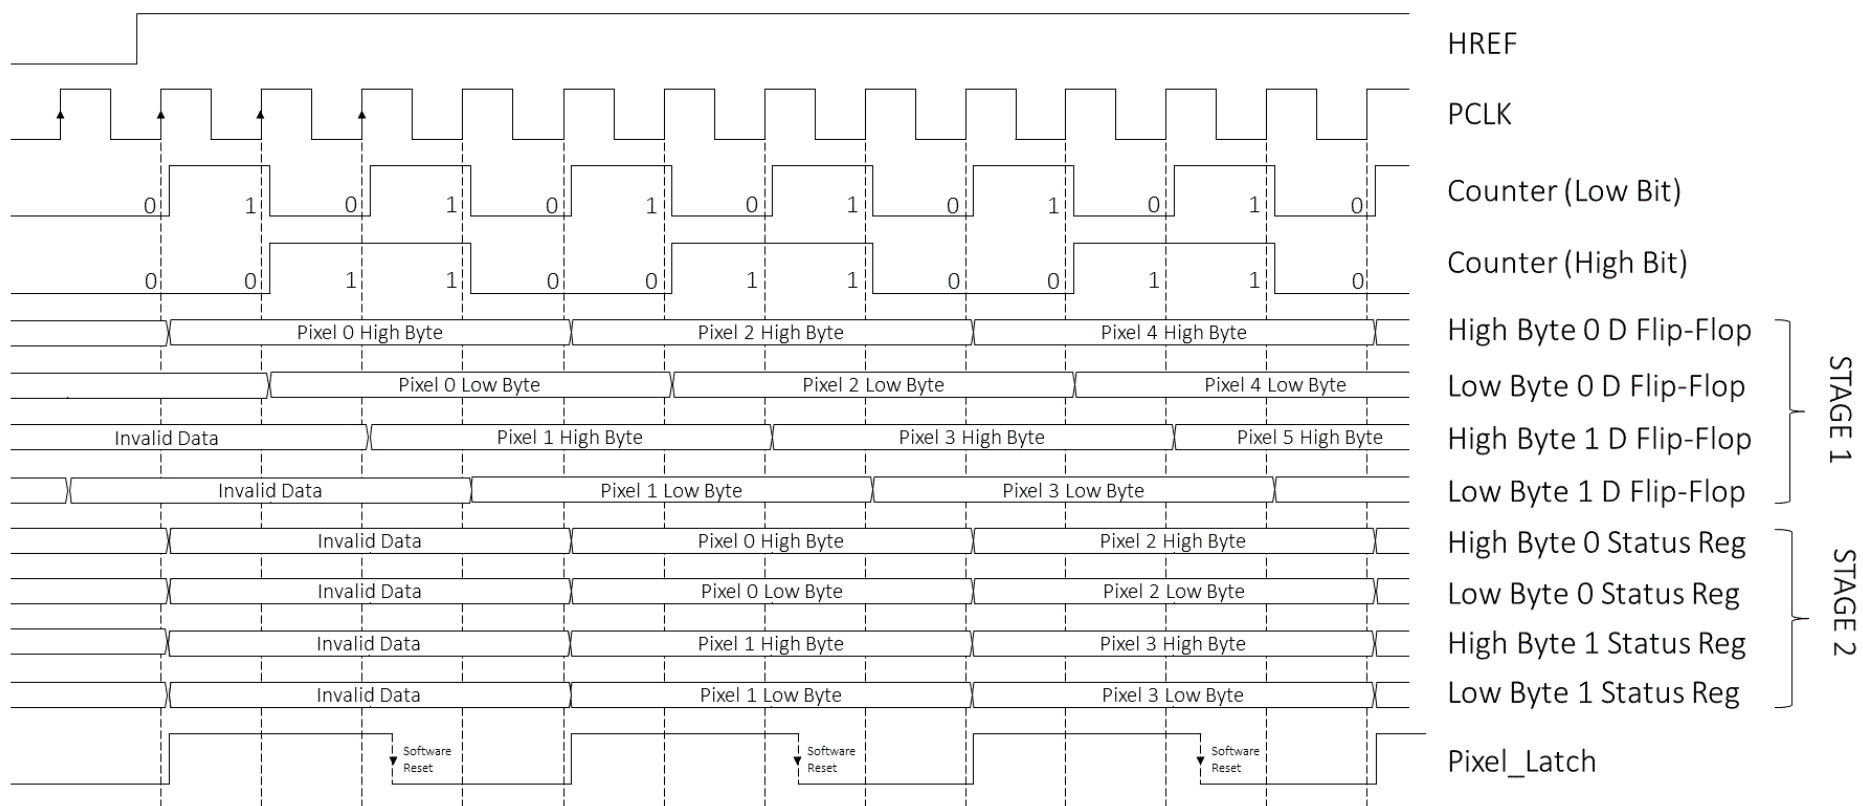 HREF
PCLK
0 1 0 1 0 1 0 1 0 1 0 1 0 Counter (Low Bit)
0 0 1 1 0 0 1 1 0 0 1 1 0 Counter (High Bit)
Pixel 0 High Byte Pixel 2 High Byte Pixel 4 High Byte High Byte 0 D Flip-Flop
Pixel 0 Low Byte Pixel 2 Low Byte Pixel 4 Low Byte Low Byte 0 D Flip-Flop
Invalid Data Pixel 1 High Byte Pixel 3 High Byte Pixel 5 High Byte High Byte 1 D Flip-Flop
Invalid Data Pixel 1 Low Byte Pixel 3 Low Byte Low Byte 1 D Flip-Flop
STAGE 1
Invalid Data Pixel 0 High Byte Pixel 2 High Byte High Byte 0 Status Reg
Invalid Data Pixel 0 Low Byte Pixel 2 Low Byte Low Byte 0 Status Reg
Invalid Data Pixel 1 High Byte Pixel 3 High Byte High Byte 1 Status Reg
Invalid Data Pixel 1 Low Byte Pixel 3 Low Byte Low Byte 1 Status Reg
STAGE 2
Software Software Software
Reset Reset Reset
Pixel_Latch